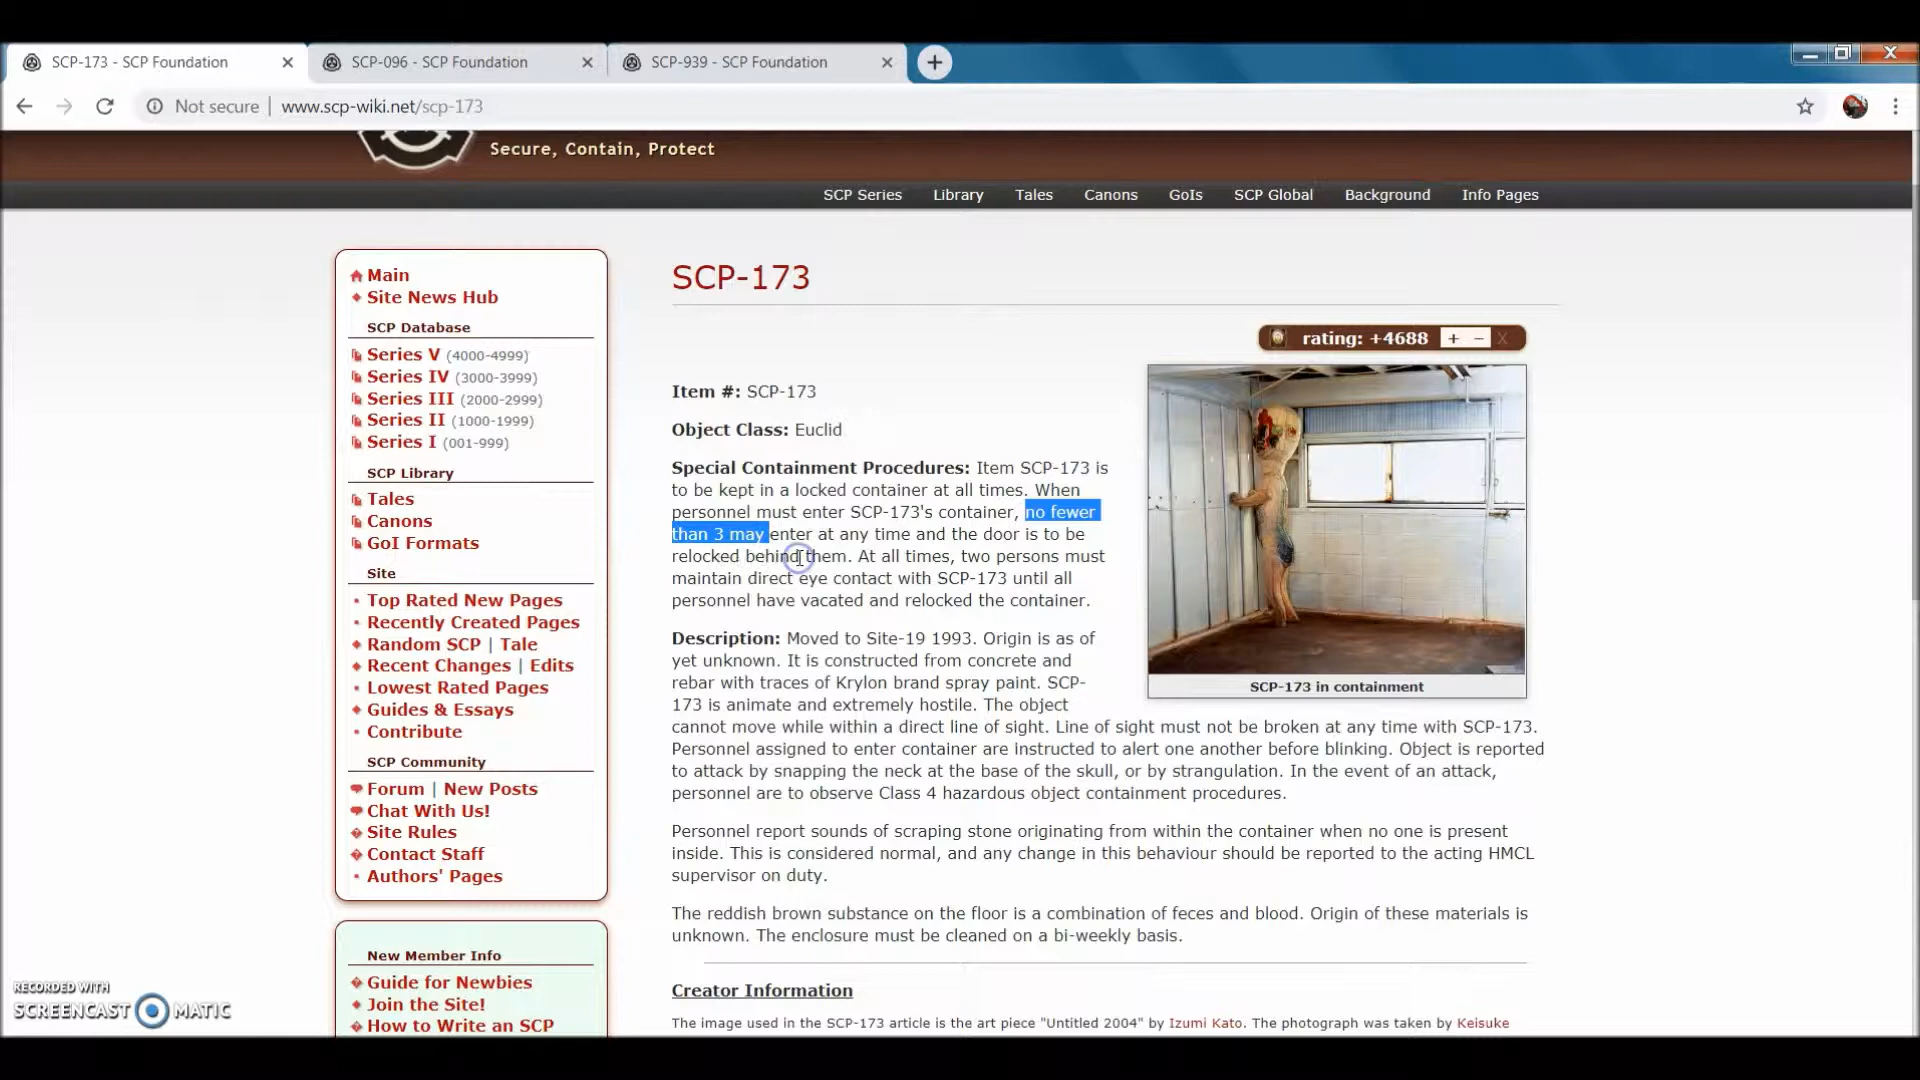 SCP-173 - SCP Foundation
SCP-096 - SCP Foundation
SCP-939 - SCP Foundation
Not secure | www.scp-wiki.net/scp-173
Secure, Contain, Protect
SCP Series Library Tales Canons GoIs SCP Global Background Info Pages
Main
Site News Hub
SCP Database
Series V (4000-4999)
Series IV (3000-3999)
Series III (2000-2999)
Series II (1000-1999)
Series I (001-999)
SCP Library
Tales
Canons
GoI Formats
Site
Top Rated New Pages
Recently Created Pages
Random SCP | Tale
Recent Changes | Edits
Lowest Rated Pages
Guides & Essays
Contribute
SCP Community
Forum | New Posts
Chat With Us!
Site Rules
Contact Staff
Authors' Pages
New Member Info
Guide for Newbies
Join the Site!
How to Write an SCP
SCP-173
rating: +4688 + − X
Item #: SCP-173
Object Class: Euclid
Special Containment Procedures: Item SCP-173 is
to be kept in a locked container at all times. When
personnel must enter SCP-173's container, no fewer
than 3 may enter at any time and the door is to be
relocked behind them. At all times, two persons must
maintain direct eye contact with SCP-173 until all
personnel have vacated and relocked the container.
SCP-173 in containment
Description: Moved to Site-19 1993. Origin is as of
yet unknown. It is constructed from concrete and
rebar with traces of Krylon brand spray paint. SCP-
173 is animate and extremely hostile. The object
cannot move while within a direct line of sight. Line of sight must not be broken at any time with SCP-173.
Personnel assigned to enter container are instructed to alert one another before blinking. Object is reported
to attack by snapping the neck at the base of the skull, or by strangulation. In the event of an attack,
personnel are to observe Class 4 hazardous object containment procedures.
Personnel report sounds of scraping stone originating from within the container when no one is present
inside. This is considered normal, and any change in this behaviour should be reported to the acting HMCL
supervisor on duty.
The reddish brown substance on the floor is a combination of feces and blood. Origin of these materials is
unknown. The enclosure must be cleaned on a bi-weekly basis.
Creator Information
The image used in the SCP-173 article is the art piece "Untitled 2004" by Izumi Kato. The photograph was taken by Keisuke
RECORDED WITH
SCREENCAST MATIC